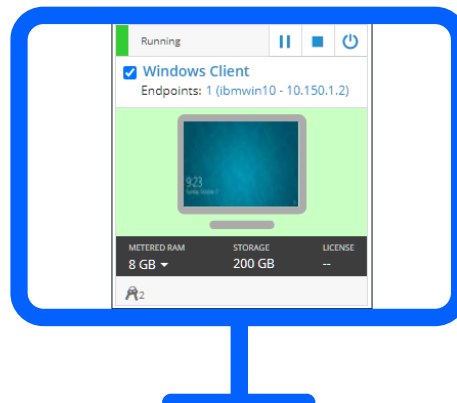 Running
Windows Client
Endpoints: 1 (ibmwin10 - 10.150.1.2)
9:23
METERED RAM STORAGE LICENSE
8 GB 200 GB --
2